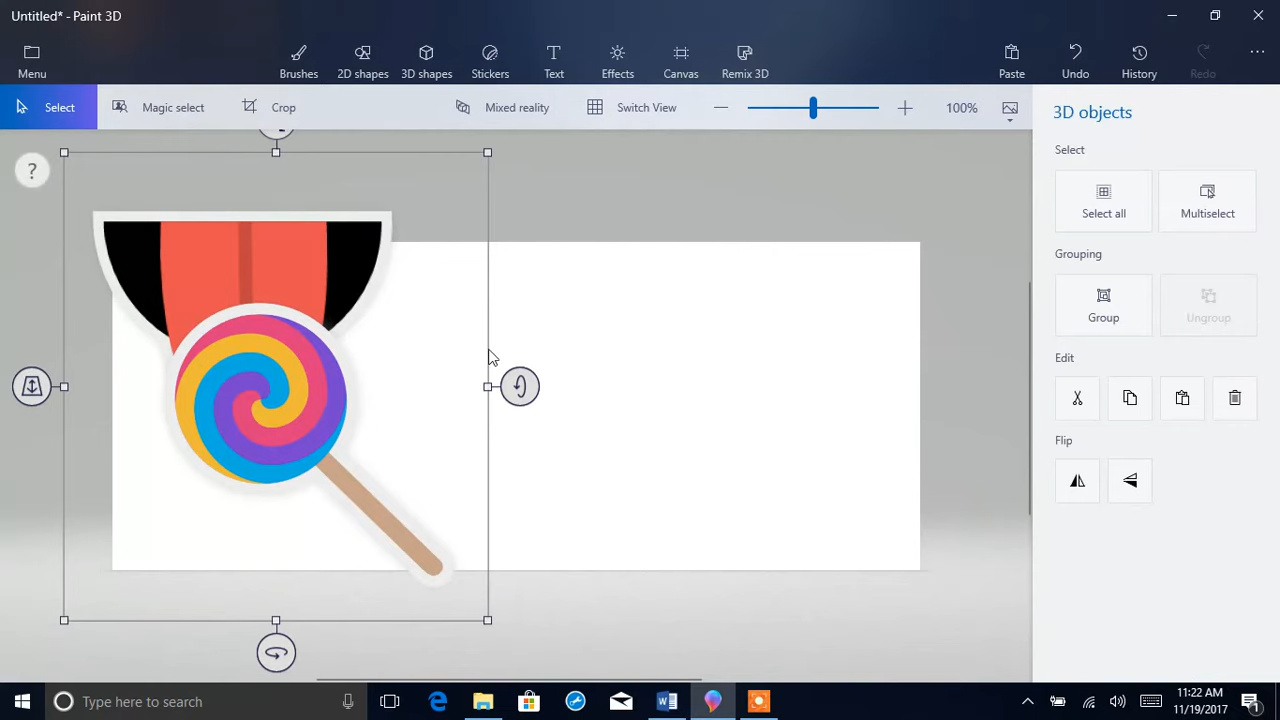 Untitled* - Paint 3D
Menu
Brushes
2D shapes
3D shapes
Stickers
Text
Effects
Canvas
Remix 3D
Paste
Undo
History
Redo
Select
Magic select
Crop
Mixed reality
Switch View
100%
?
3D objects
Select
Select all
Multiselect
Grouping
Group
Ungroup
Edit
Flip
Type here to search
11:22 AM
11/19/2017
1